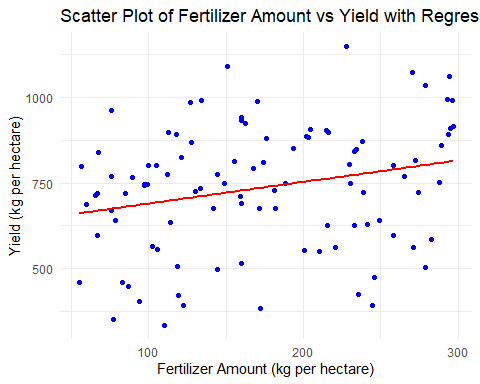 Scatter Plot of Fertilizer Amount vs Yield with Regres
1000
750
500
Yield (kg per hectare)
100
200
300
Fertilizer Amount (kg per hectare)